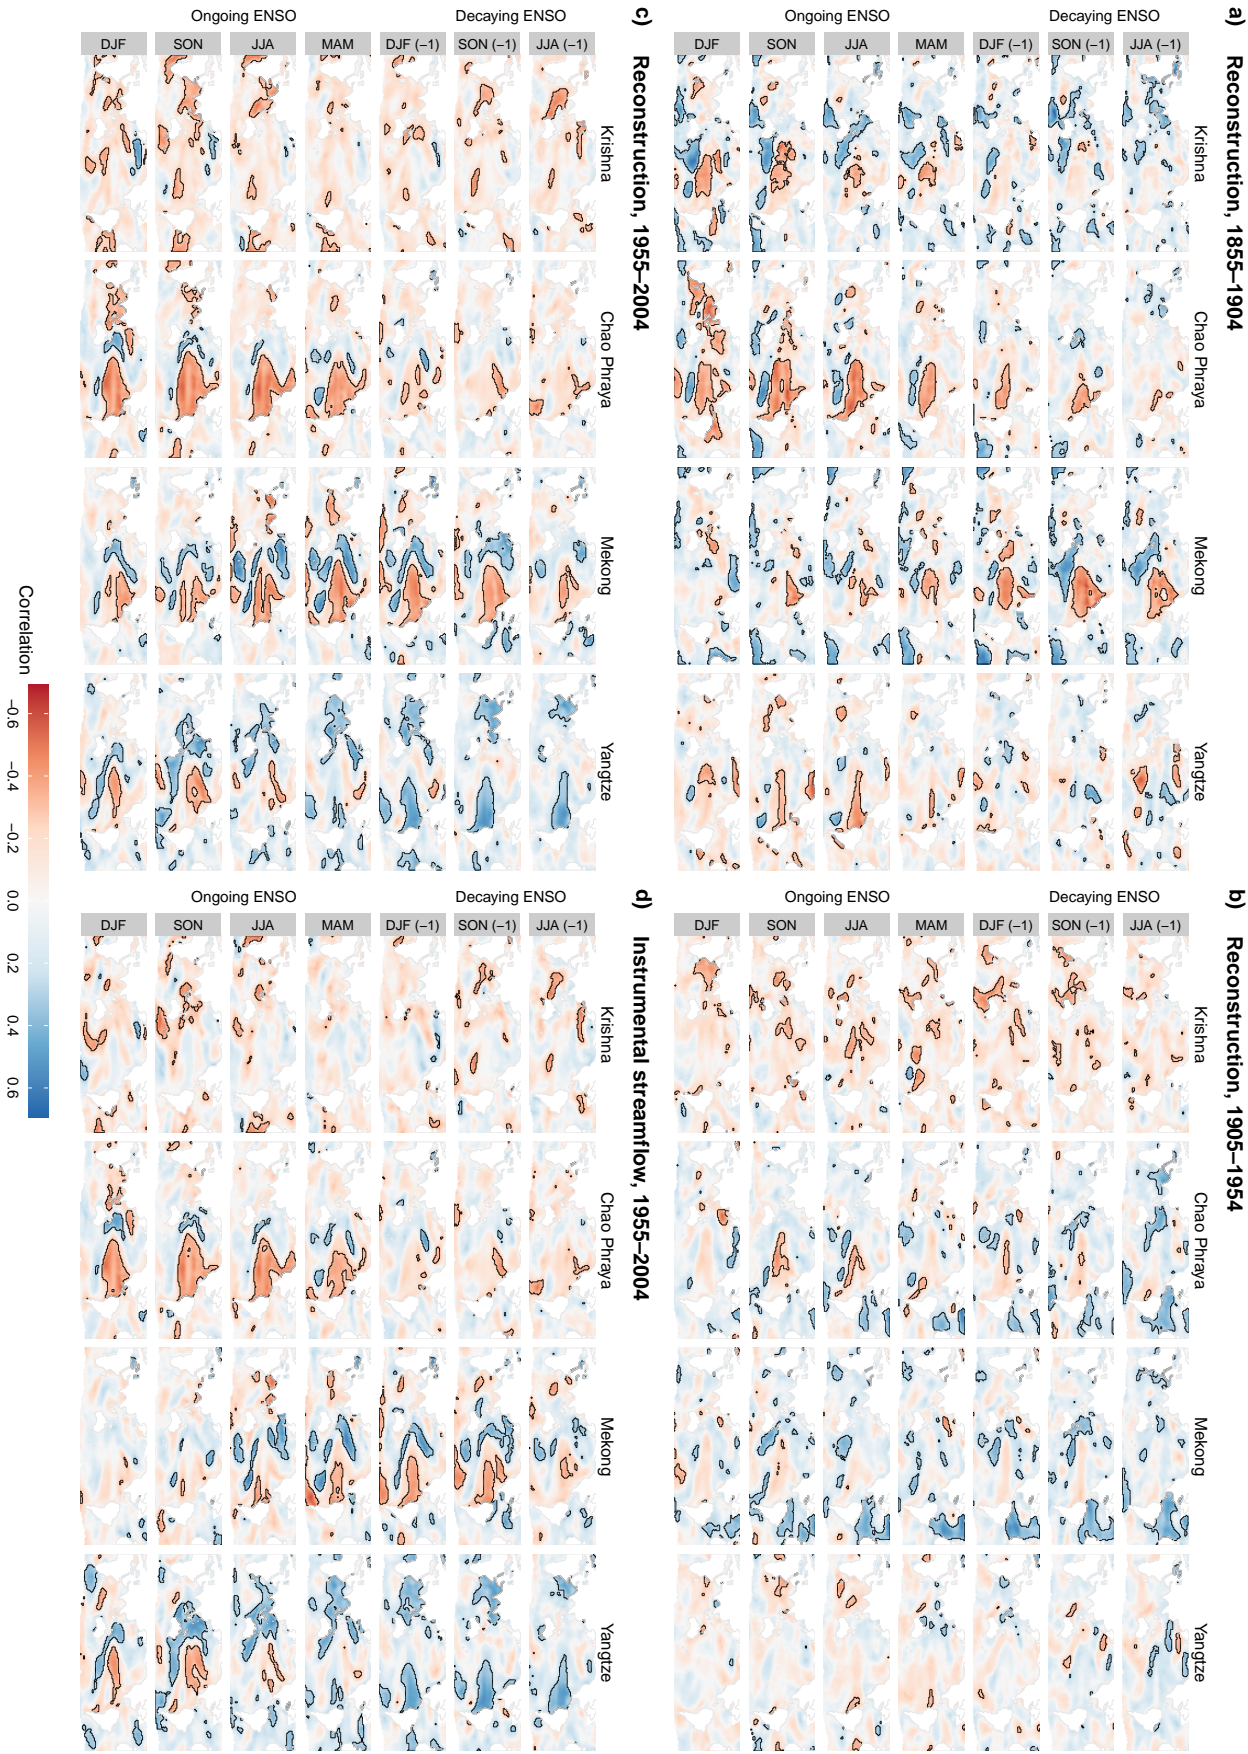 a) Reconstruction, 1855–1904
Krishna
Chao Phraya
Mekong
Yangtze
Decaying ENSO
Ongoing ENSO
JJA (−1)
SON (−1)
DJF (−1)
MAM
JJA
SON
DJF
b) Reconstruction, 1905–1954
Krishna
Chao Phraya
Mekong
Yangtze
Decaying ENSO
Ongoing ENSO
JJA (−1)
SON (−1)
DJF (−1)
MAM
JJA
SON
DJF
c) Reconstruction, 1955–2004
Krishna
Chao Phraya
Mekong
Yangtze
Decaying ENSO
Ongoing ENSO
JJA (−1)
SON (−1)
DJF (−1)
MAM
JJA
SON
DJF
d) Instrumental streamflow, 1955–2004
Krishna
Chao Phraya
Mekong
Yangtze
Decaying ENSO
Ongoing ENSO
JJA (−1)
SON (−1)
DJF (−1)
MAM
JJA
SON
DJF
Correlation
−0.6 −0.4 −0.2 0.0 0.2 0.4 0.6